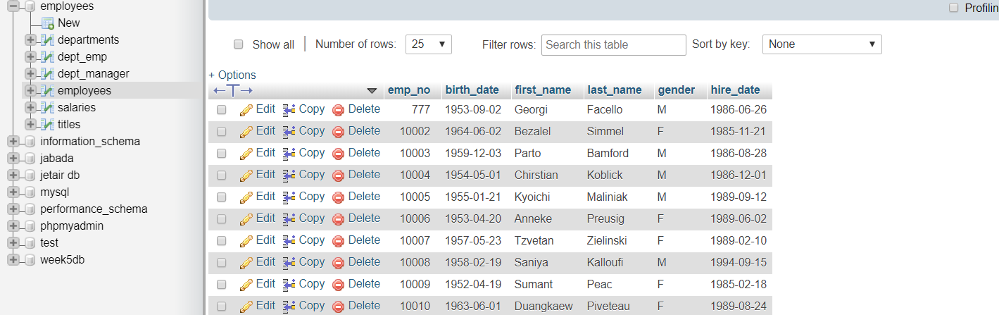 employees
New
departments
dept_emp
dept_manager
employees
salaries
titles
information_schema
jabada
jetair db
mysql
performance_schema
phpmyadmin
test
week5db
Profilin
Show all Number of rows: 25 Filter rows: Search this table Sort by key: None
+ Options
emp_no birth_date first_name last_name gender hire_date
Edit Copy Delete 777 1953-09-02 Georgi Facello M 1986-06-26
Edit Copy Delete 10002 1964-06-02 Bezalel Simmel F 1985-11-21
Edit Copy Delete 10003 1959-12-03 Parto Bamford M 1986-08-28
Edit Copy Delete 10004 1954-05-01 Chirstian Koblick M 1986-12-01
Edit Copy Delete 10005 1955-01-21 Kyoichi Maliniak M 1989-09-12
Edit Copy Delete 10006 1953-04-20 Anneke Preusig F 1989-06-02
Edit Copy Delete 10007 1957-05-23 Tzvetan Zielinski F 1989-02-10
Edit Copy Delete 10008 1958-02-19 Saniya Kalloufi M 1994-09-15
Edit Copy Delete 10009 1952-04-19 Sumant Peac F 1985-02-18
Edit Copy Delete 10010 1963-06-01 Duangkaew Piveteau F 1989-08-24